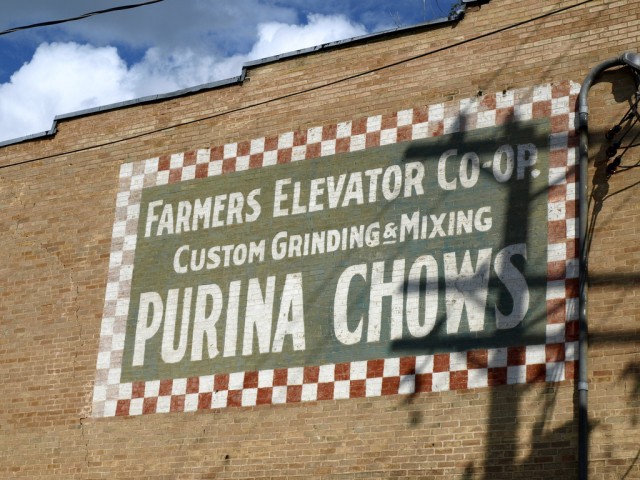 Farmers Elevator Co-op.
Custom Grinding & Mixing
PURINA CHOWS